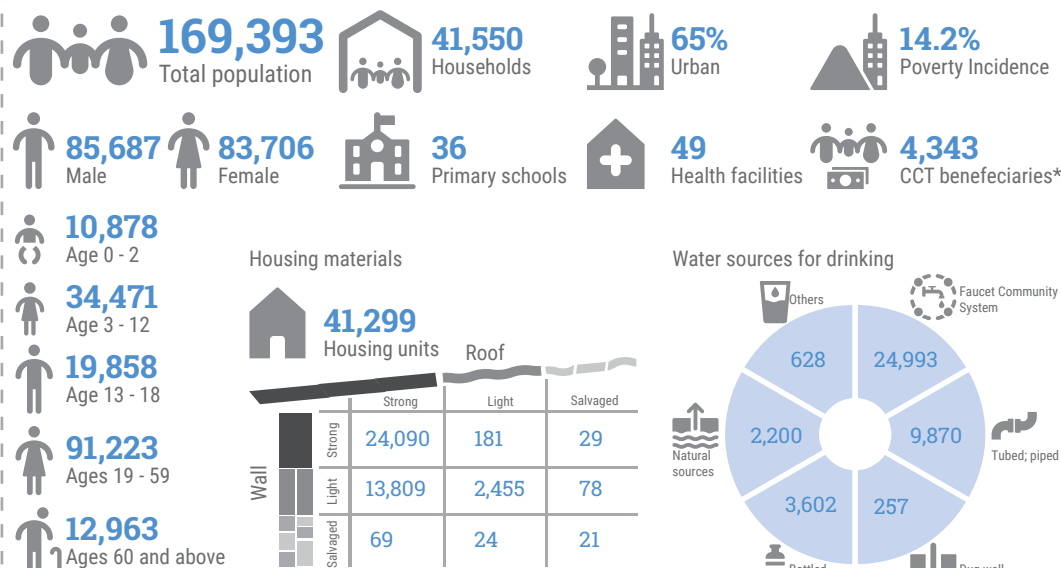 169,393
Total population
41,550
Households
65%
Urban
14.2%
Poverty Incidence
85,687
Male
83,706
Female
36
Primary schools
49
Health facilities
4,343
CCT benefeciaries*
10,878
Age 0 - 2
34,471
Age 3 - 12
19,858
Age 13 - 18
91,223
Ages 19 - 59
12,963
Ages 60 and above
Housing materials
41,299
Housing units
Roof
Strong Light Salvaged
Wall
Strong 24,090 181 29
Light 13,809 2,455 78
Salvaged 69 24 21
Water sources for drinking
Others
Faucet Community
System
628
24,993
2,200
9,870
Natural
sources
Tubed; piped
3,602
257
Bottled
Dug well